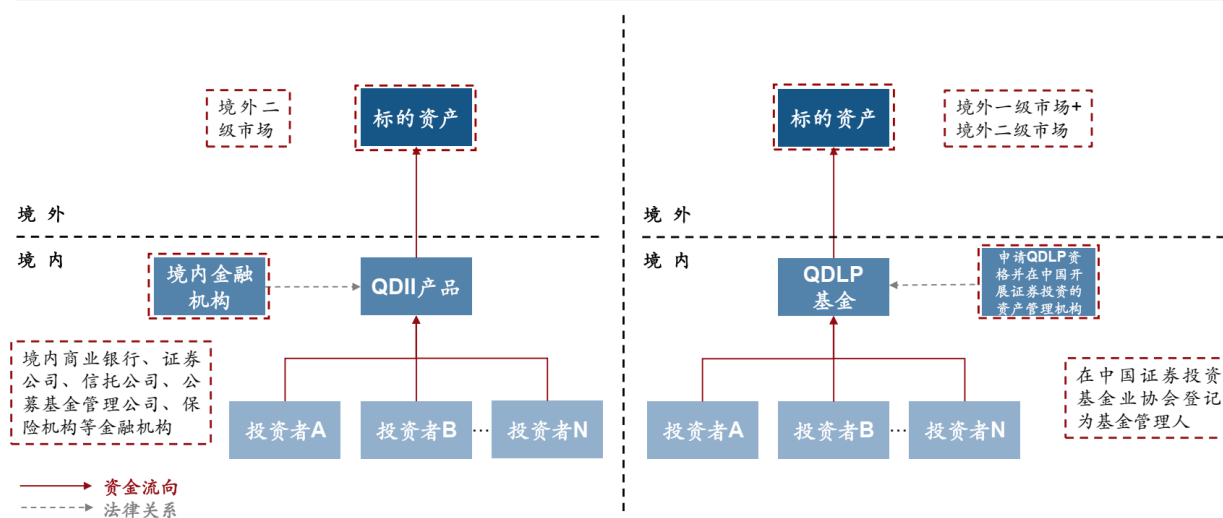 境外二
级市场
标的资产
境 外
境 内
境内金融
机构
QDII产品
境内商业银行、证券
公司、信托公司、公
募基金管理公司、保
险机构等金融机构
投资者A
投资者B
…
投资者N
资金流向
法律关系
标的资产
境外一级市场+
境外二级市场
境 外
境 内
QDLP
基金
申请QDLP资
格并在中国开
展证券投资的
资产管理机构
投资者A
投资者B
…
投资者N
在中国证券投资
基金业协会登记
为基金管理人